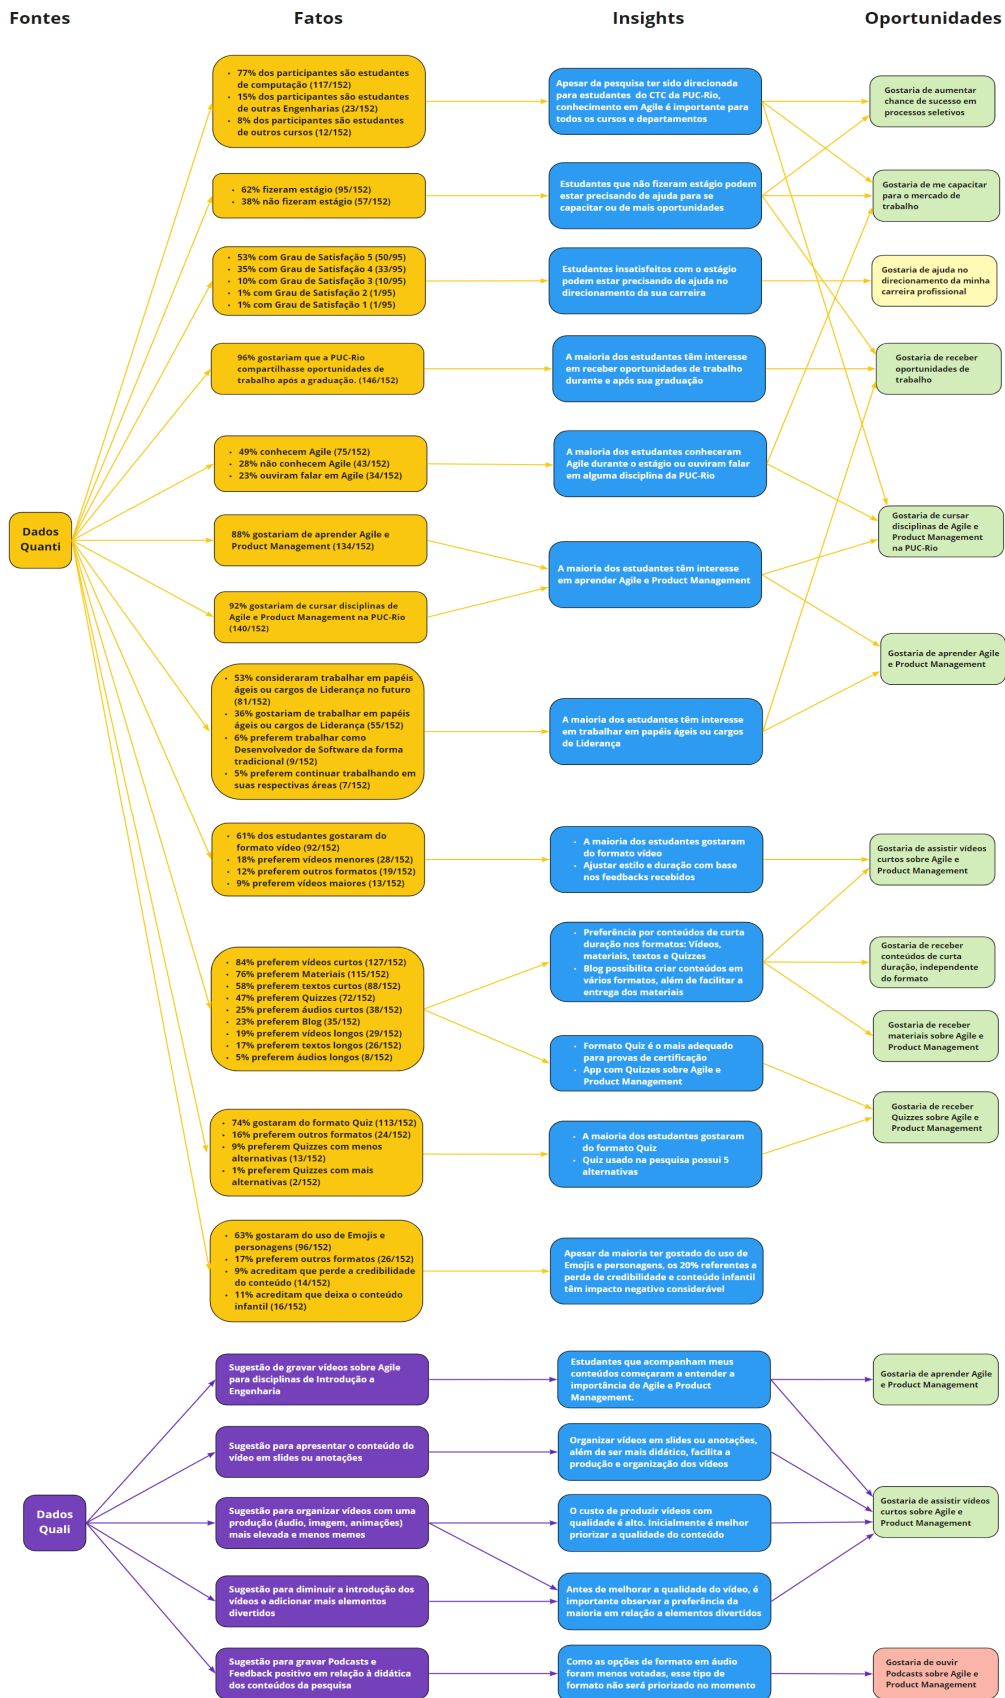 Fontes
Fatos
Insights
Oportunidades
Dados
Quanti
• 77% dos participantes são estudantes
de computação (117/152)
• 15% dos participantes são estudantes
de outras Engenharias (23/152)
• 8% dos participantes são estudantes
de outros cursos (12/152)
Apesar da pesquisa ter sido direcionada
para estudantes do CTC da PUC-Rio,
conhecimento em Agile é importante para
todos os cursos e departamentos
Gostaria de aumentar
chance de sucesso em
processos seletivos
• 62% fizeram estágio (95/152)
• 38% não fizeram estágio (57/152)
Estudantes que não fizeram estágio podem
estar precisando de ajuda para se
capacitar ou de mais oportunidades
Gostaria de me capacitar
para o mercado de
trabalho
• 53% com Grau de Satisfação 5 (50/95)
• 35% com Grau de Satisfação 4 (33/95)
• 10% com Grau de Satisfação 3 (10/95)
• 1% com Grau de Satisfação 2 (1/95)
• 1% com Grau de Satisfação 1 (1/95)
Estudantes insatisfeitos com o estágio
podem estar precisando de ajuda no
direcionamento da sua carreira
Gostaria de ajuda no
direcionamento da minha
carreira profissional
96% gostariam que a PUC-Rio
compartilhasse oportunidades de
trabalho após a graduação. (146/152)
A maioria dos estudantes têm interesse
em receber oportunidades de trabalho
durante e após sua graduação
Gostaria de receber
oportunidades de
trabalho
• 49% conhecem Agile (75/152)
• 28% não conhecem Agile (43/152)
• 23% ouviram falar em Agile (34/152)
A maioria dos estudantes conheceram
Agile durante o estágio ou ouviram falar
em alguma disciplina da PUC-Rio
Gostaria de cursar
disciplinas de Agile e
Product Management
na PUC-Rio
88% gostariam de aprender Agile e
Product Management (134/152)
92% gostariam de cursar disciplinas de
Agile e Product Management na PUC-Rio
(140/152)
A maioria dos estudantes têm interesse
em aprender Agile e Product Management
Gostaria de aprender Agile
e Product Management
• 53% consideraram trabalhar em papéis
ágeis ou cargos de Liderança no futuro
(81/152)
• 36% gostariam de trabalhar em papéis
ágeis ou cargos de Liderança (55/152)
• 6% preferem trabalhar como
Desenvolvedor de Software da forma
tradicional (9/152)
• 5% preferem continuar trabalhando em
suas respectivas áreas (7/152)
A maioria dos estudantes têm interesse
em trabalhar em papéis ágeis ou cargos
de Liderança
• 61% dos estudantes gostaram do
formato vídeo (92/152)
• 18% preferem vídeos menores (28/152)
• 12% preferem outros formatos (19/152)
• 9% preferem vídeos maiores (13/152)
• A maioria dos estudantes gostaram
do formato vídeo
• Ajustar estilo e duração com base
nos feedbacks recebidos
Gostaria de assistir vídeos
curtos sobre Agile e
Product Management
• 84% preferem vídeos curtos (127/152)
• 76% preferem Materiais (115/152)
• 58% preferem textos curtos (88/152)
• 47% preferem Quizzes (72/152)
• 25% preferem áudios curtos (38/152)
• 23% preferem Blog (35/152)
• 19% preferem vídeos longos (29/152)
• 17% preferem textos longos (26/152)
• 5% preferem áudios longos (8/152)
• Preferência por conteúdos de curta
duração nos formatos: Vídeos,
materiais, textos e Quizzes
• Blog possibilita criar conteúdos em
vários formatos, além de facilitar a
entrega dos materiais
Gostaria de receber
conteúdos de curta
duração, independente
do formato
Gostaria de receber
materiais sobre Agile e
Product Management
• Formato Quiz é o mais adequado
para provas de certificação
• App com Quizzes sobre Agile e
Product Management
Gostaria de receber
Quizzes sobre Agile e
Product Management
• 74% gostaram do formato Quiz (113/152)
• 16% preferem outros formatos (24/152)
• 9% preferem Quizzes com menos
alternativas (13/152)
• 1% preferem Quizzes com mais
alternativas (2/152)
• A maioria dos estudantes gostaram
do formato Quiz
• Quiz usado na pesquisa possui 5
alternativas
• 63% gostaram do uso de Emojis e
personagens (96/152)
• 17% preferem outros formatos (26/152)
• 9% acreditam que perde a credibilidade
do conteúdo (14/152)
• 11% acreditam que deixa o conteúdo
infantil (16/152)
Apesar da maioria ter gostado do uso de
Emojis e personagens, os 20% referentes a
perda de credibilidade e conteúdo infantil
têm impacto negativo considerável
Dados
Quali
Sugestão de gravar vídeos sobre Agile
para disciplinas de Introdução a
Engenharia
Estudantes que acompanham meus
conteúdos começaram a entender a
importância de Agile e Product
Management.
Gostaria de aprender Agile
e Product Management
Sugestão para apresentar o conteúdo do
vídeo em slides ou anotações
Organizar vídeos em slides ou anotações,
além de ser mais didático, facilita a
produção e organização dos vídeos
Sugestão para organizar vídeos com uma
produção (áudio, imagem, animações)
mais elevada e menos memes
O custo de produzir vídeos com
qualidade é alto. Inicialmente é melhor
priorizar a qualidade do conteúdo
Gostaria de assistir vídeos
curtos sobre Agile e
Product Management
Sugestão para diminuir a introdução dos
vídeos e adicionar mais elementos
divertidos
Antes de melhorar a qualidade do vídeo, é
importante observar a preferência da
maioria em relação a elementos divertidos
Sugestão para gravar Podcasts e
Feedback positivo em relação à didática
dos conteúdos da pesquisa
Como as opções de formato em áudio
foram menos votadas, esse tipo de
formato não será priorizado no momento
Gostaria de ouvir
Podcasts sobre Agile e
Product Management